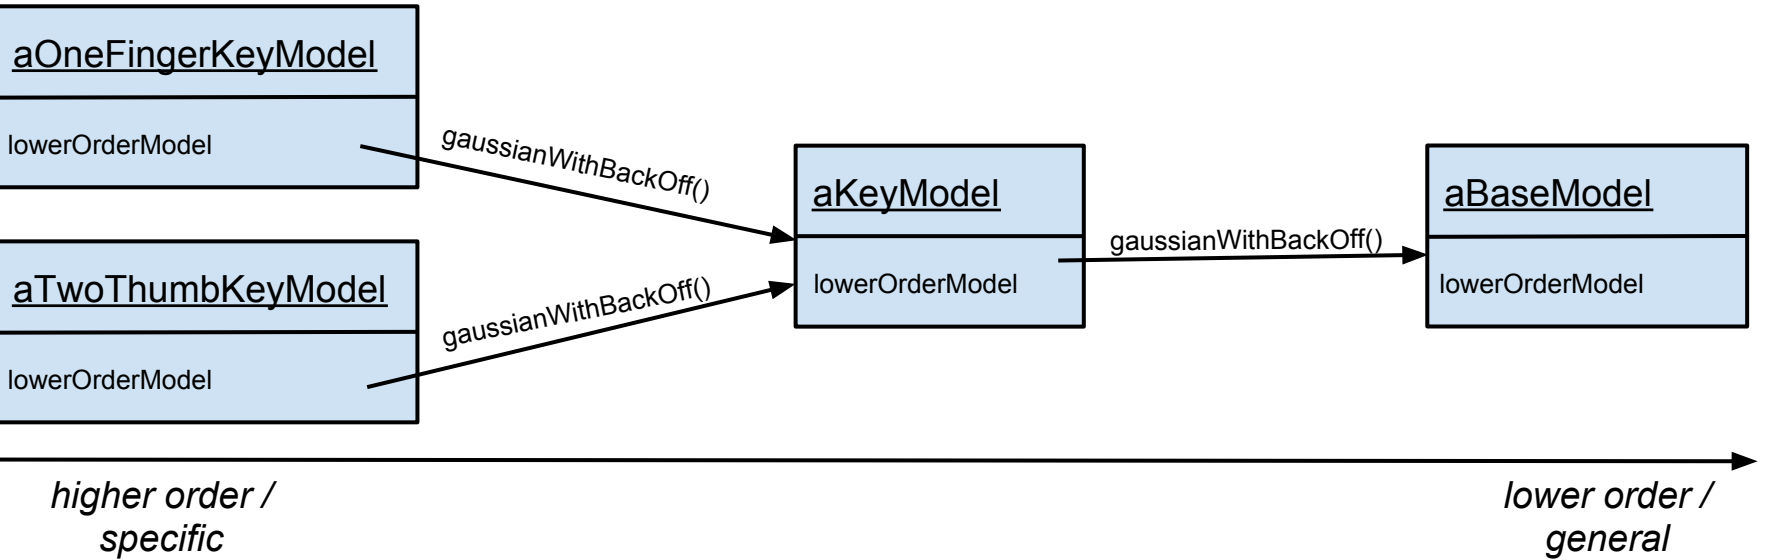 aOneFingerKeyModel
lowerOrderModel
gaussianWithBackOff()
aTwoThumbKeyModel
lowerOrderModel
gaussianWithBackOff()
aKeyModel
lowerOrderModel
gaussianWithBackOff()
aBaseModel
lowerOrderModel
higher order /
specific
lower order /
general